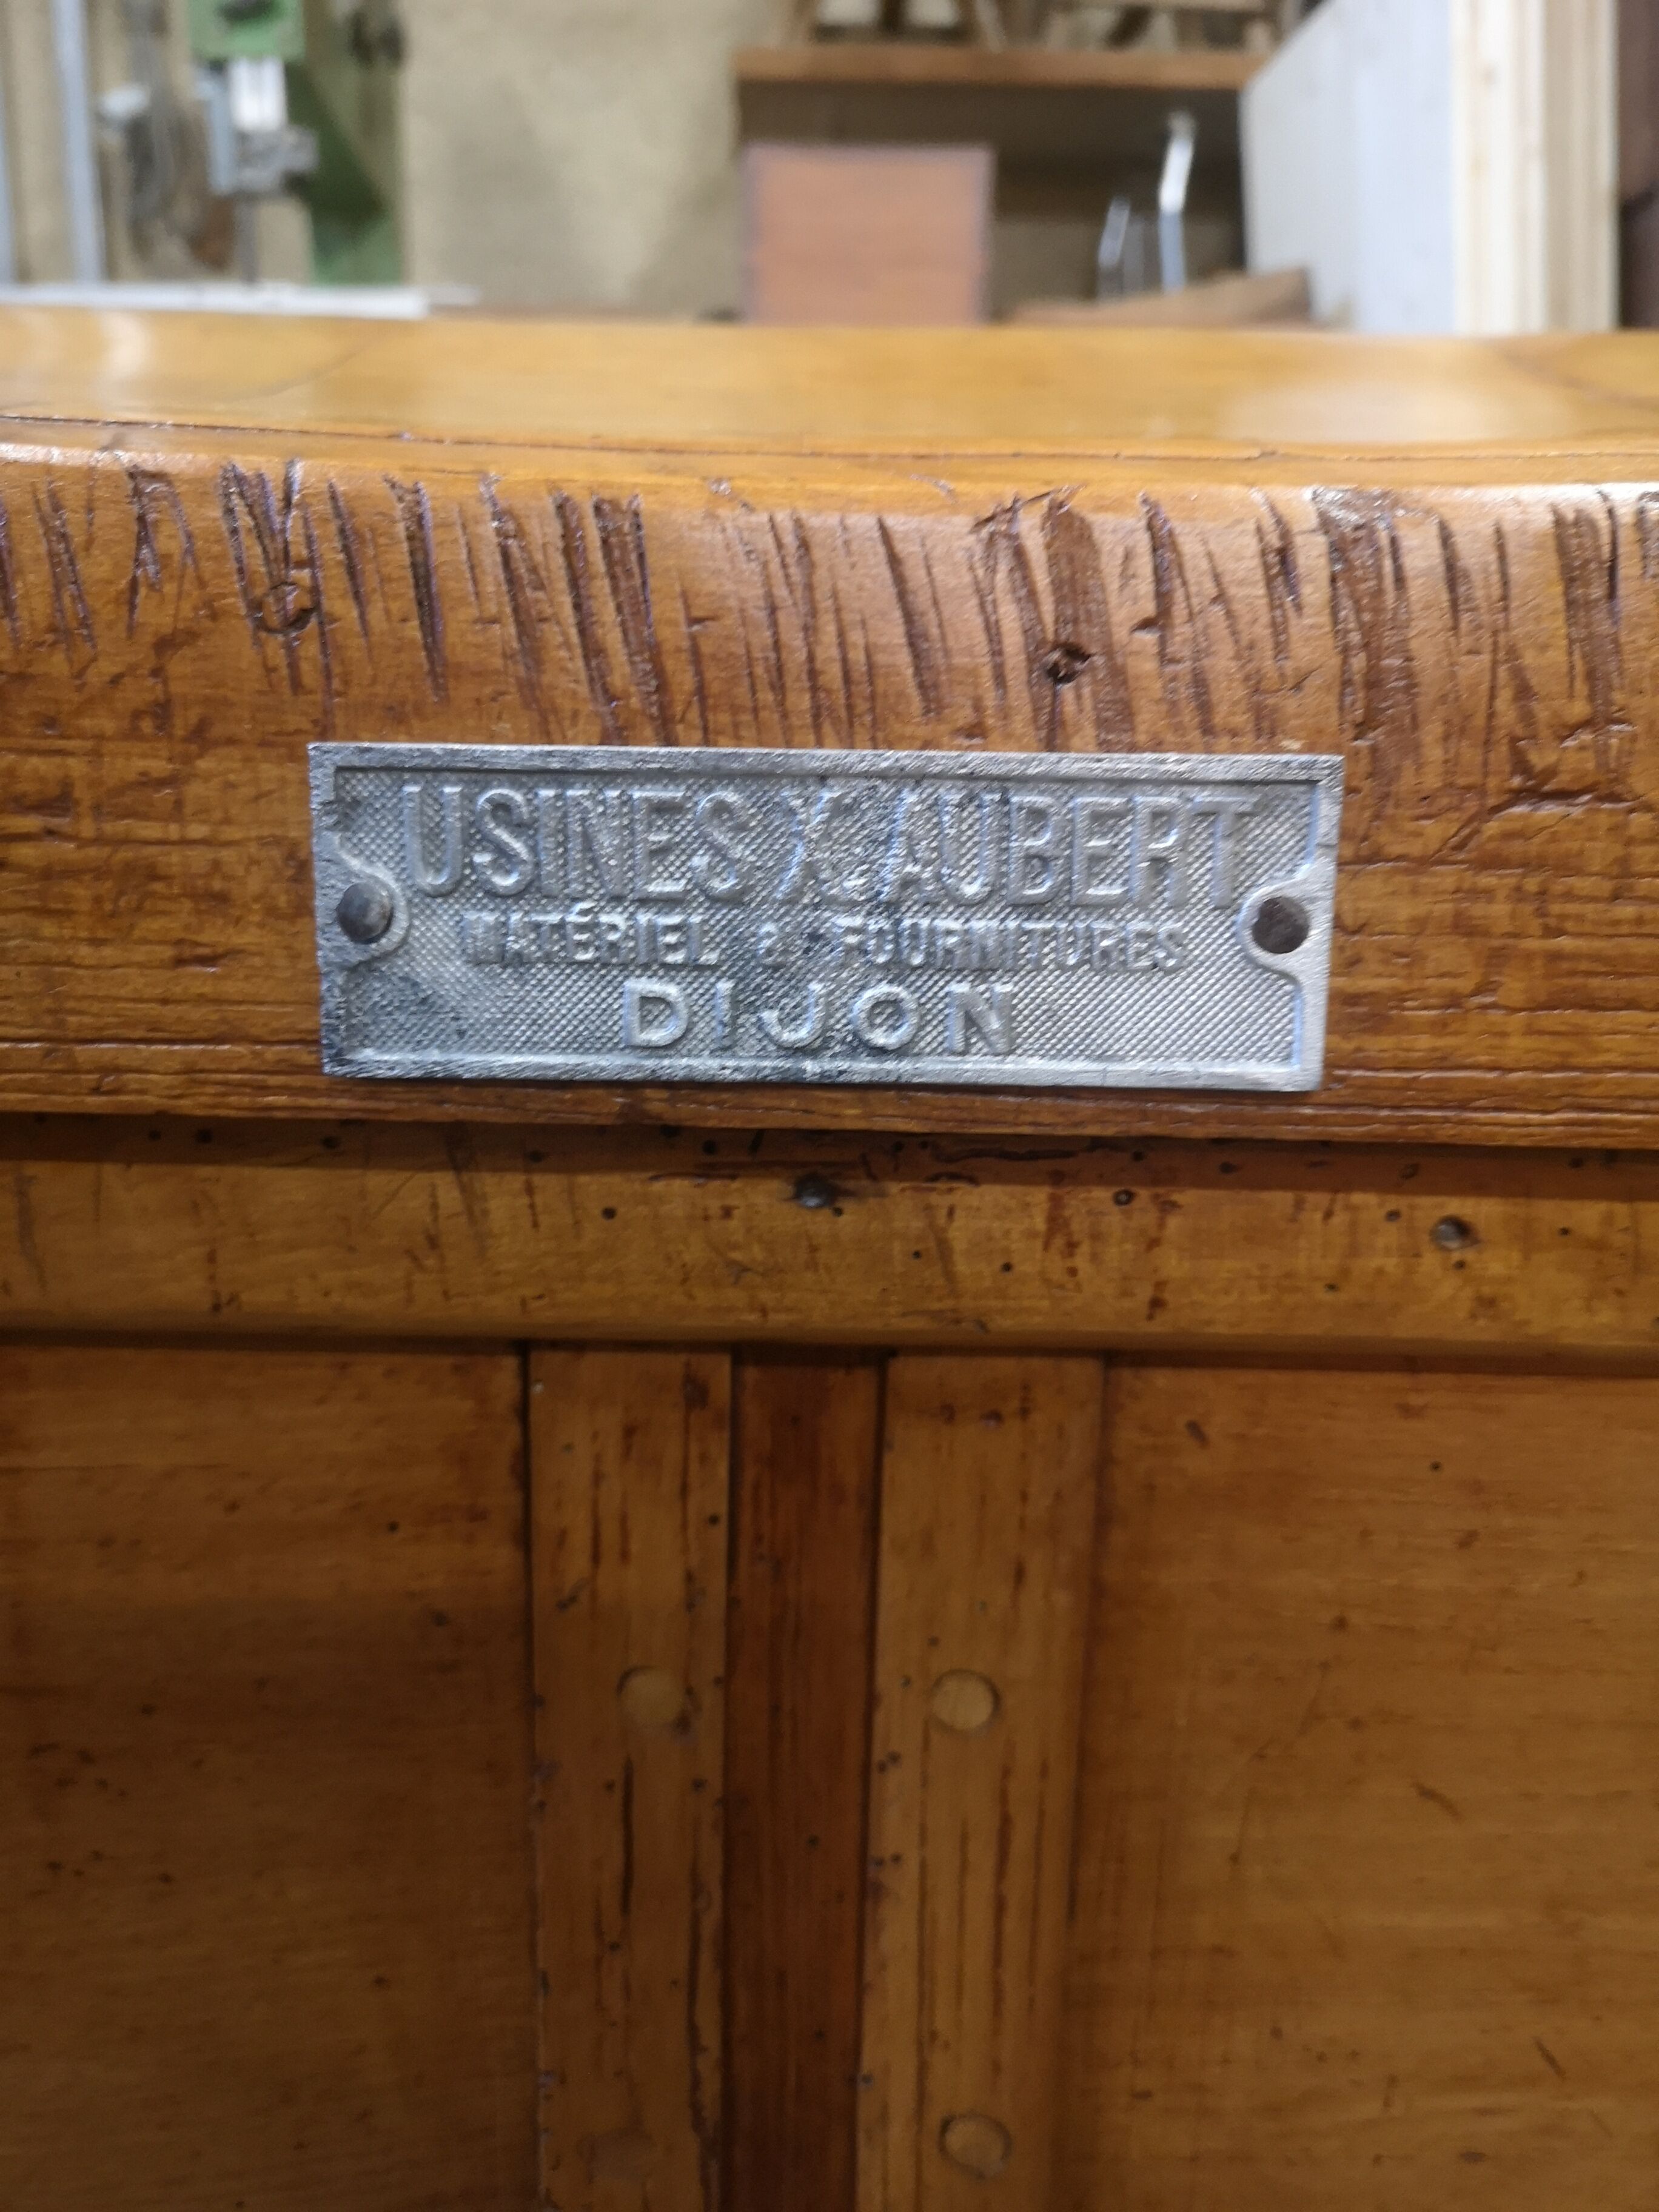 USINES X. AUBERT
MATÉRIEL & FOURNITURES
DIJON